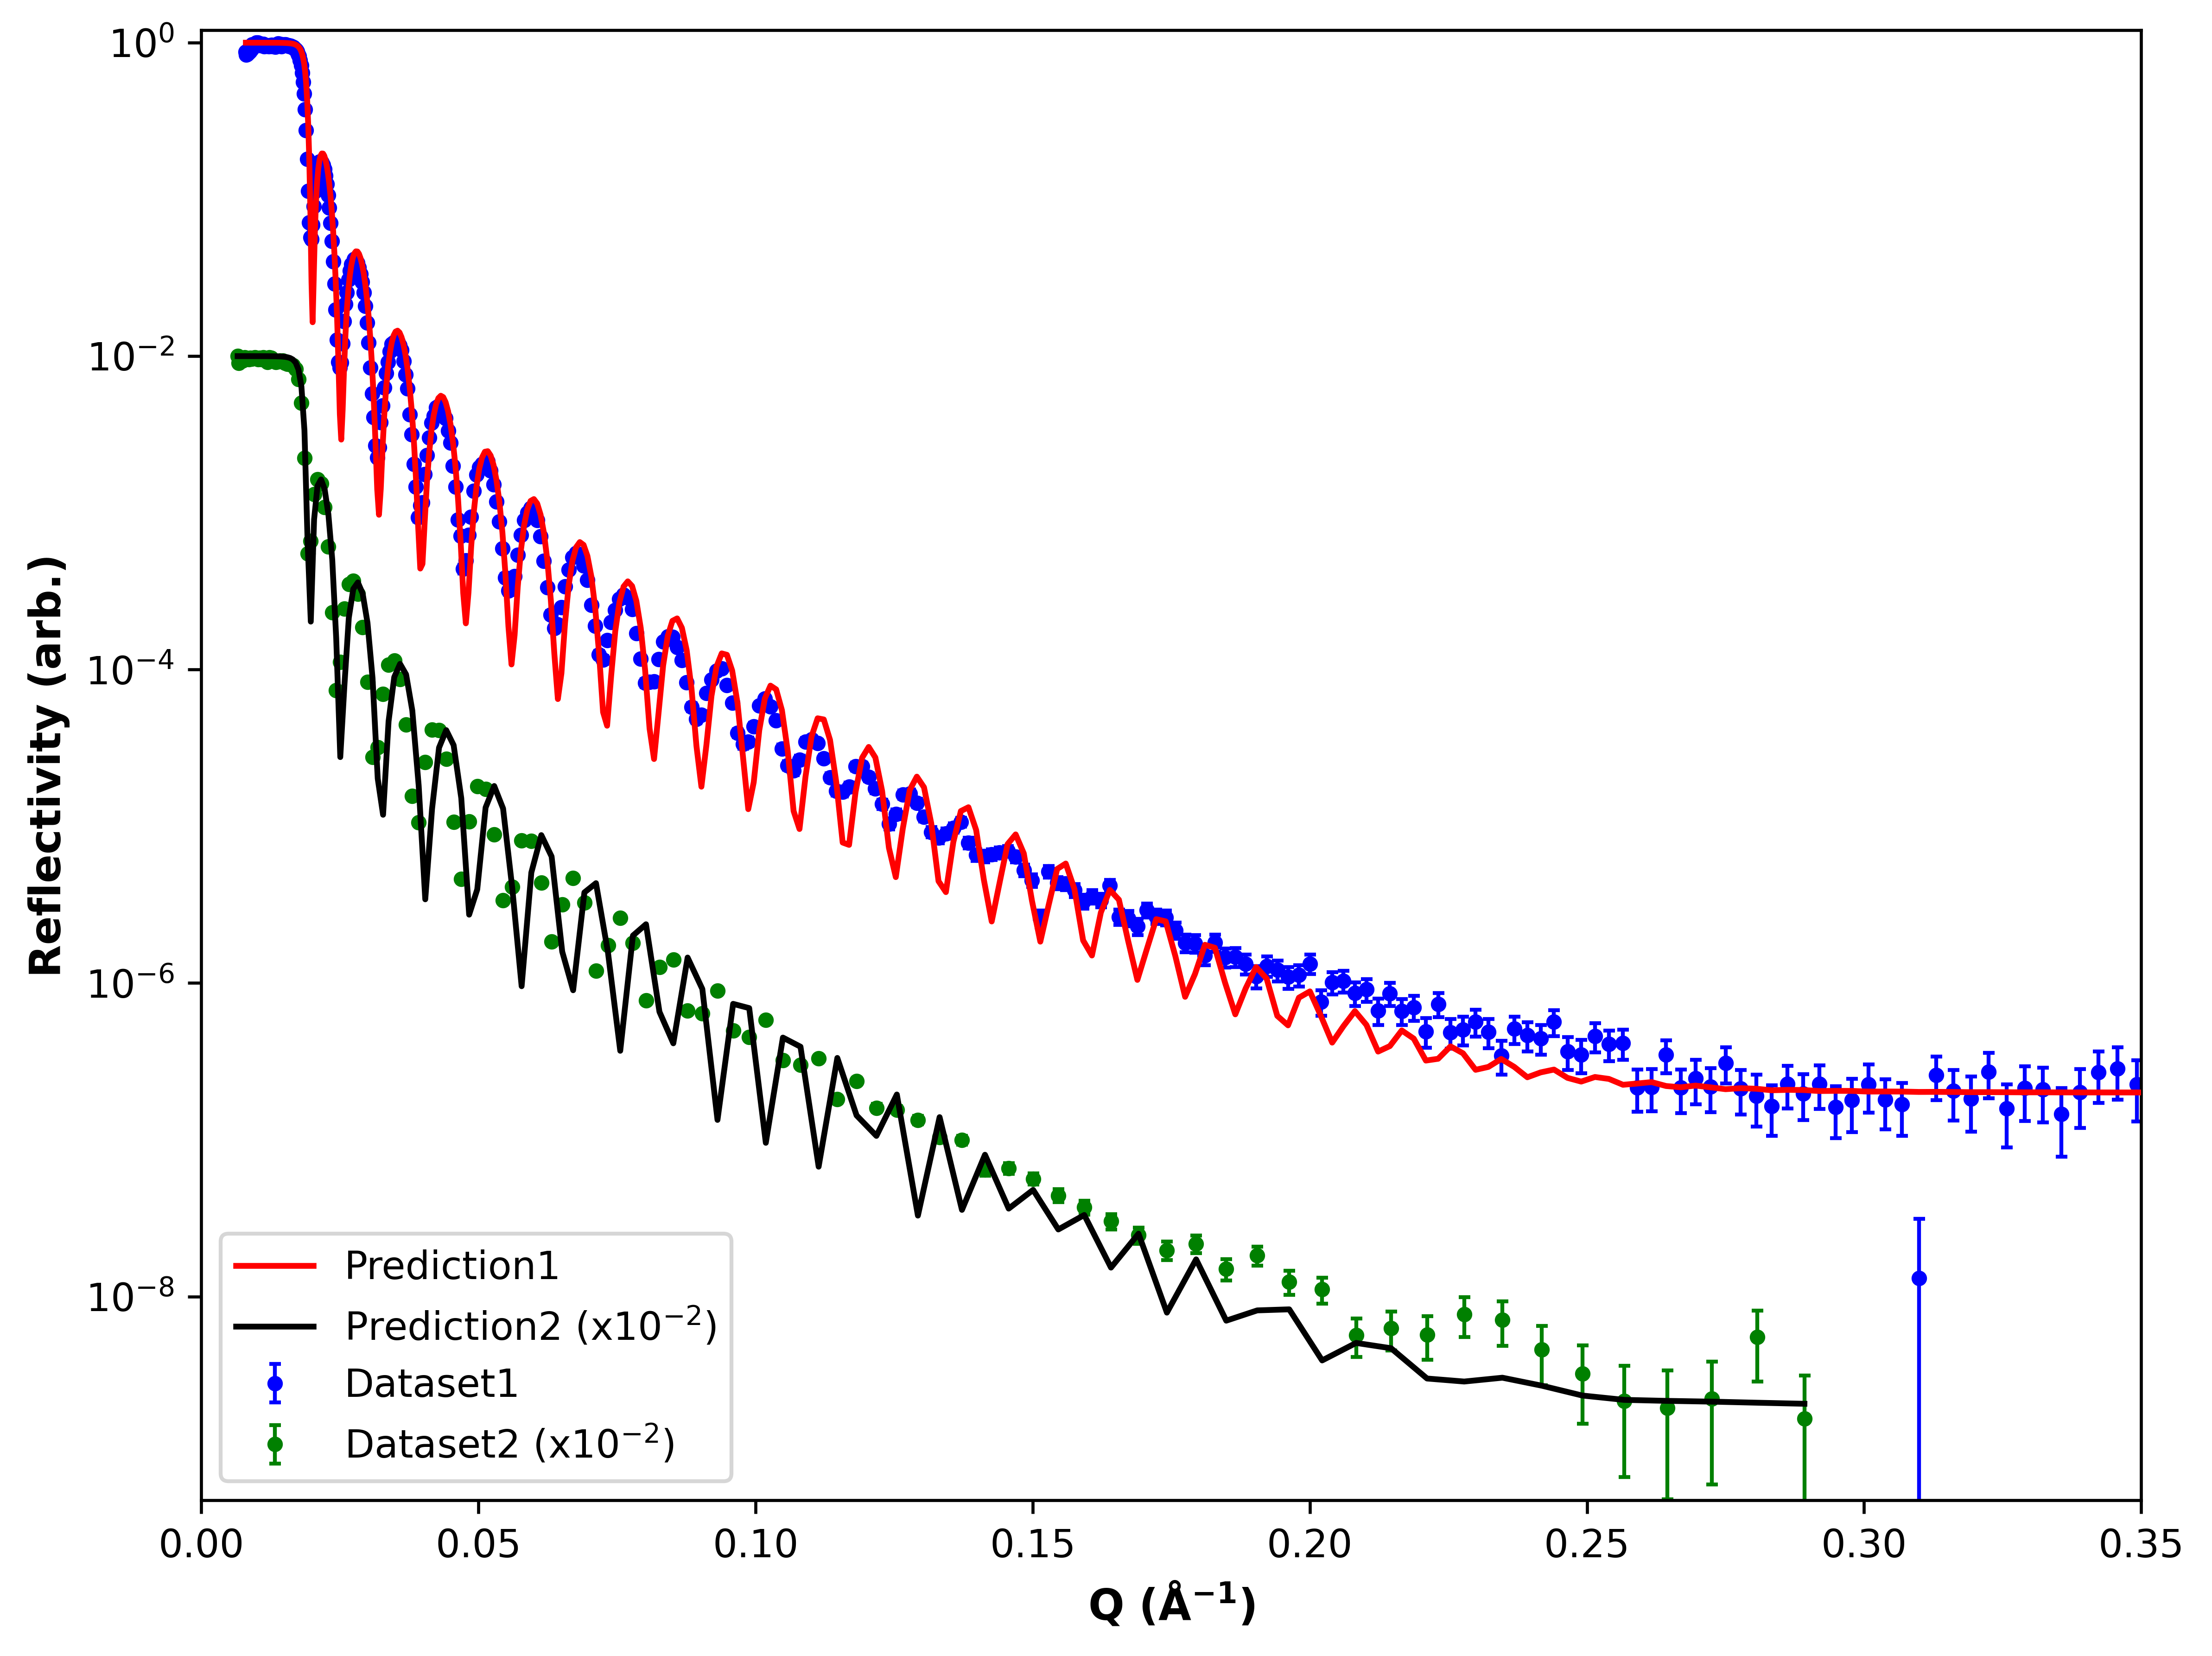 Reflectivity (arb.)
10⁰
10⁻²
10⁻⁴
10⁻⁶
10⁻⁸
Prediction1
Prediction2 (x10⁻²)
Dataset1
Dataset2 (x10⁻²)
0.00 0.05 0.10 0.15 0.20 0.25 0.30 0.35
Q (Å⁻¹)